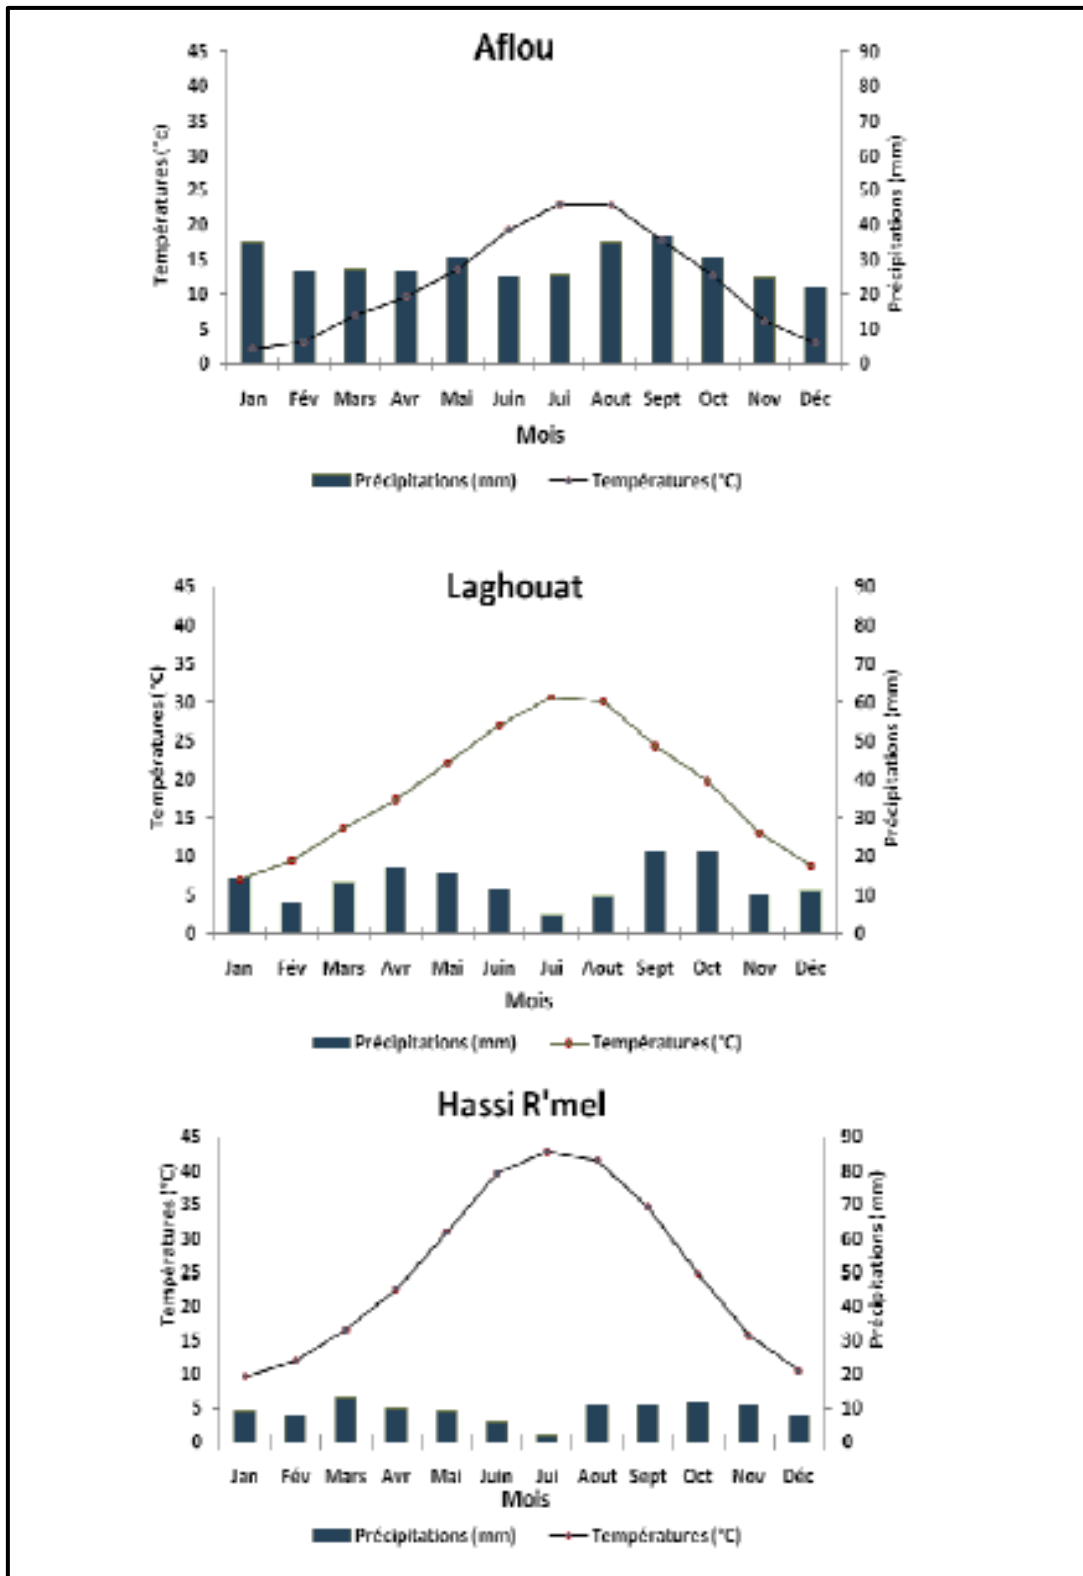 Aflou
45 90
40 80
35 70
30 60
25 50
20 40
15 30
10 20
5 10
0 0
Températures (°c)
Précipitations (mm)
Jan Fév Mars Avr Mai Juin Jui Aout Sept Oct Nov Déc
Mois
Précipitations (mm) Températures (°C)
Laghouat
45 90
40 80
35 70
30 60
25 50
20 40
15 30
10 20
5 10
0 0
Températures (°C)
Précipitations (mm)
Jan Fév Mars Avr Mai Juin Jui Aout Sept Oct Nov Déc
Mois
Précipitations (mm) Températures (°C)
Hassi R'mel
45 90
40 80
35 70
30 60
25 50
20 40
15 30
10 20
5 10
0 0
Températures (°C)
Précipitations (mm)
Jan Fév Mars Avr Mai Juin Jui Aout Sept Oct Nov Déc
Mois
Précipitations (mm) Températures (°C)